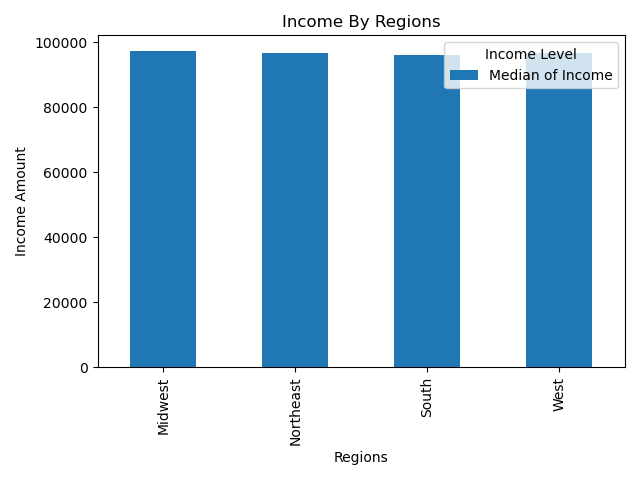 Income By Regions
Income Level
Median of Income
Income Amount
100000
80000
60000
40000
20000
0
Midwest
Northeast
South
West
Regions